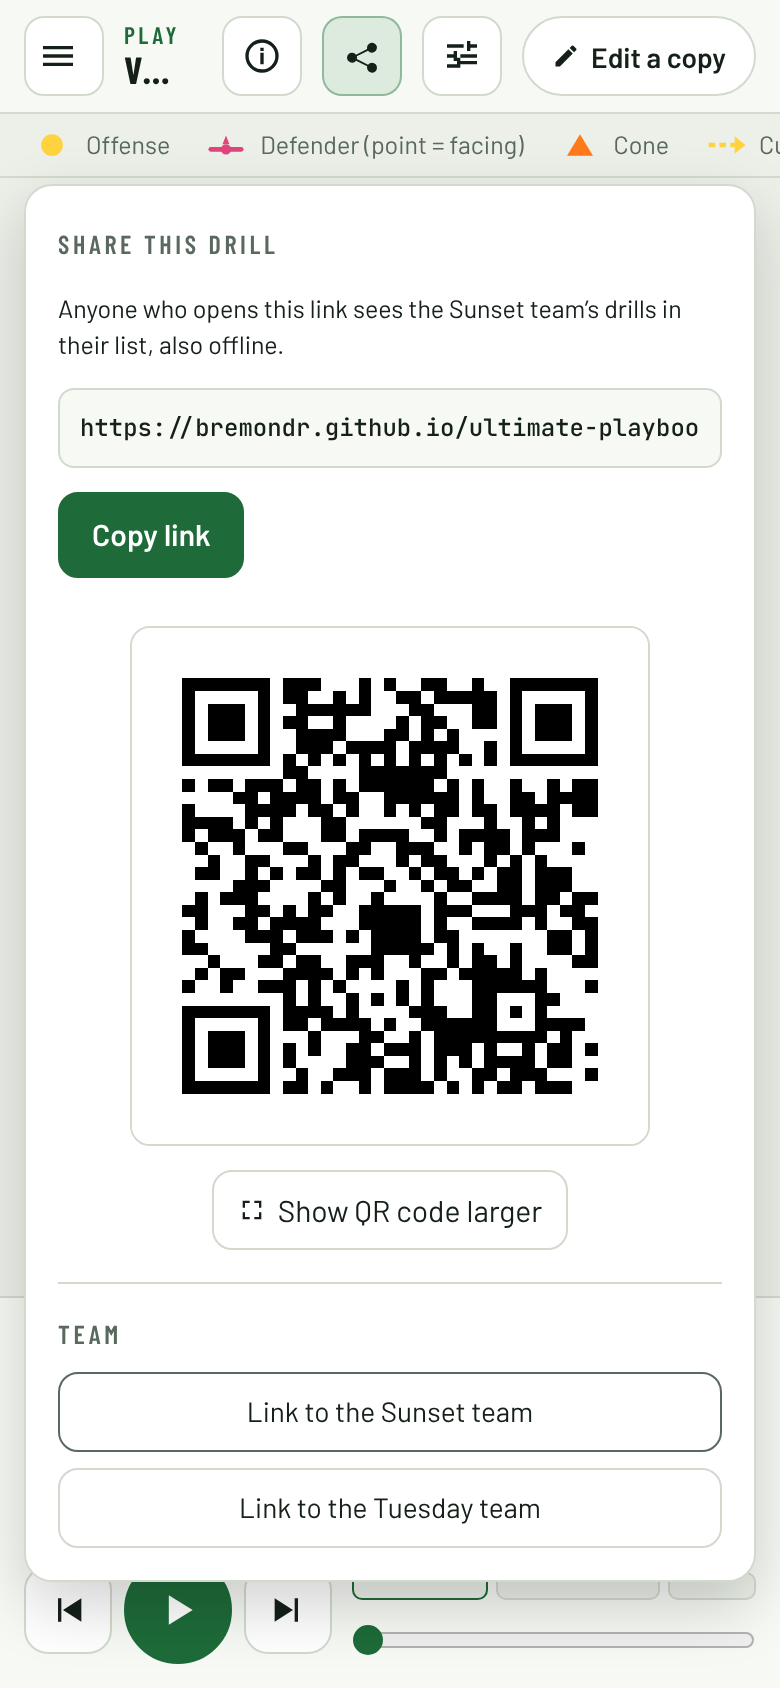 PLAY
V...
Edit a copy
Offense
Defender (point = facing)
Cone
SHARE THIS DRILL
Anyone who opens this link sees the Sunset team’s drills in
their list, also offline.
https://bremondr.github.io/ultimate-playboo
Copy link
Show QR code larger
TEAM
Link to the Sunset team
Link to the Tuesday team